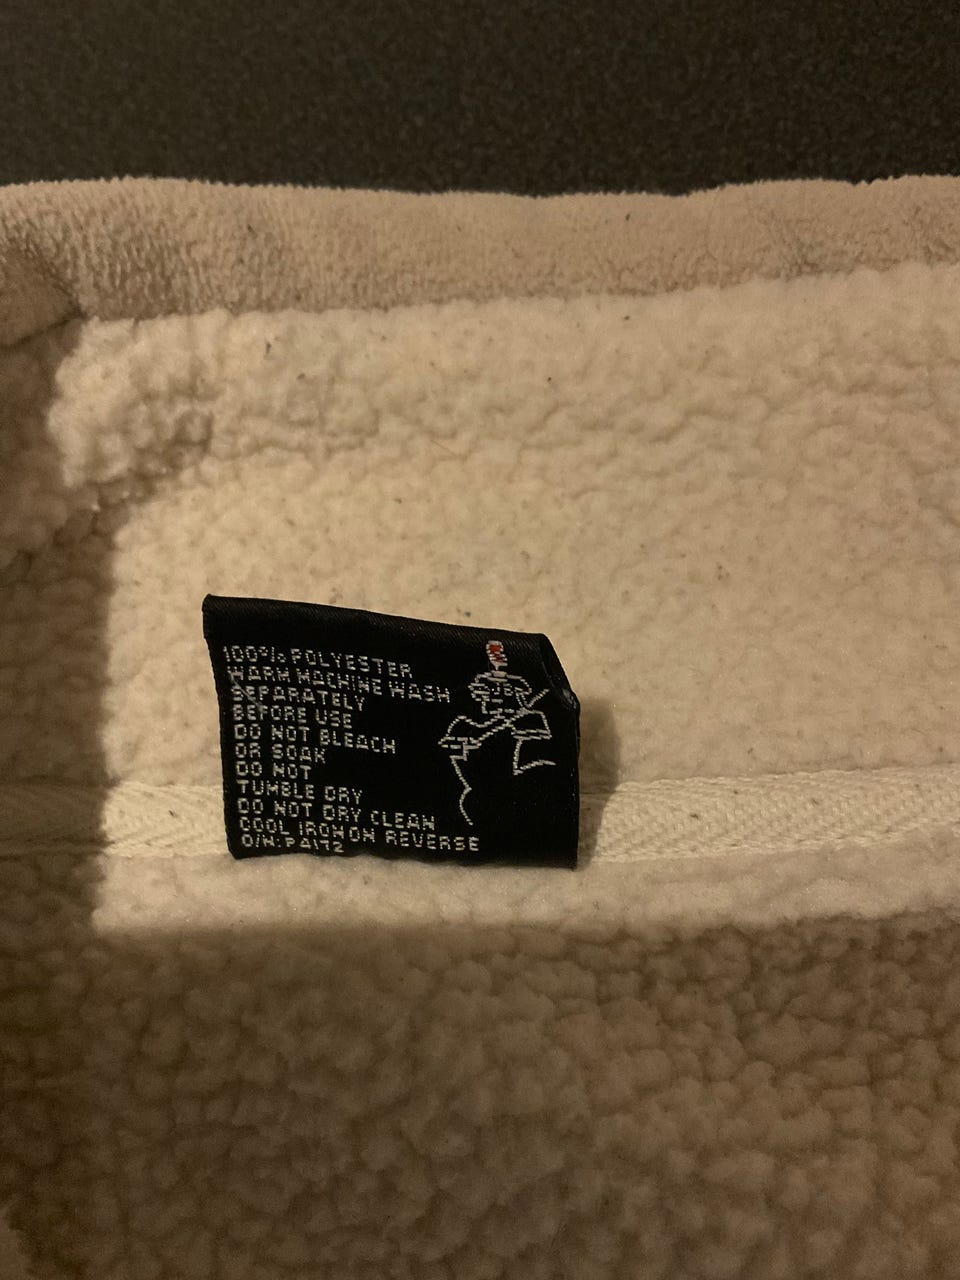 100% POLYESTER
WARM MACHINE WASH
SEPARATELY
BEFORE USE
DO NOT BLEACH
OR SOAK
DO NOT
TUMBLE DRY
DO NOT DRY CLEAN
COOL IRON ON REVERSE
O/N: